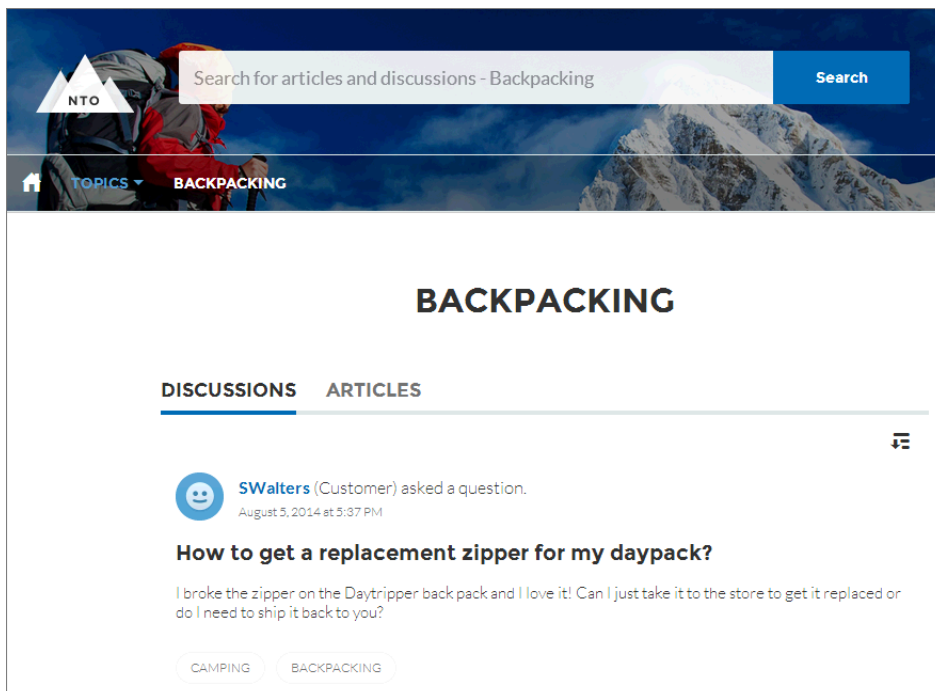 NTO
Search for articles and discussions - Backpacking
Search
TOPICS
BACKPACKING
BACKPACKING
DISCUSSIONS
ARTICLES
SWalters (Customer) asked a question.
August 5, 2014 at 5:37 PM
How to get a replacement zipper for my daypack?
I broke the zipper on the Daytripper back pack and I love it! Can I just take it to the store to get it replaced or
do I need to ship it back to you?
CAMPING
BACKPACKING